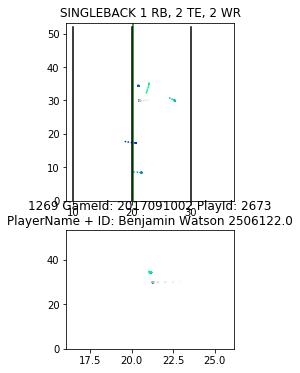 SINGLEBACK 1 RB, 2 TE, 2 WR
50
40
30
20
10
0
10 20 30
1269 GameId: 2017091002 PlayId: 2673
PlayerName + ID: Benjamin Watson 2506122.0
40
20
0
17.5 20.0 22.5 25.0